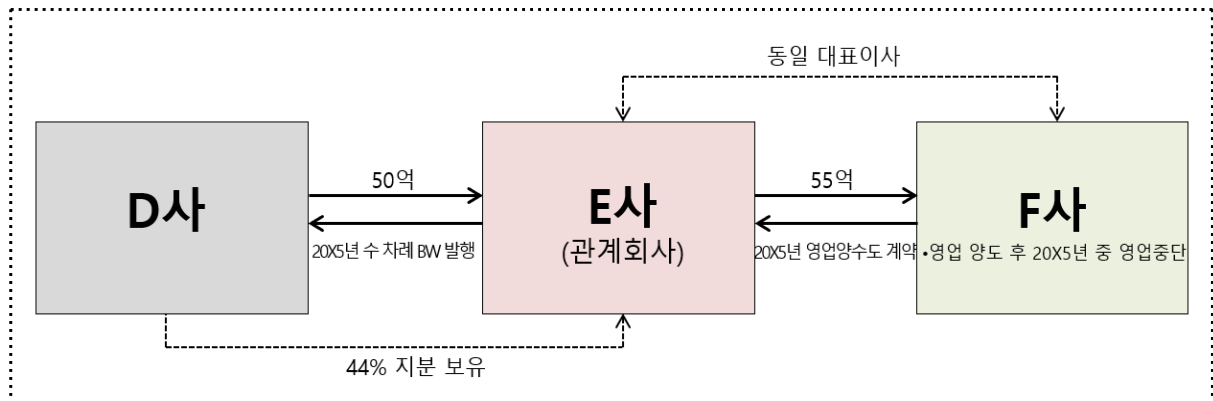 동일 대표이사
D사
50억
20X5년 수 차례 BW 발행
E사
(관계회사)
55억
20X5년 영업양수도 계약
F사
•영업 양도 후 20X5년 중 영업중단
44% 지분 보유